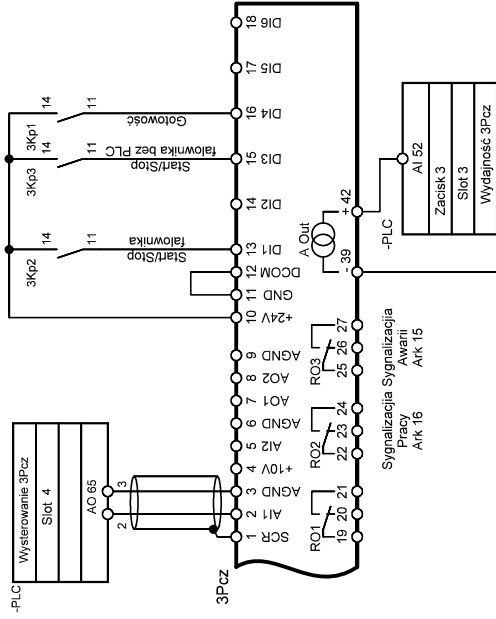 -PLC
Wysterowanie 3Pcz
Slot 4
AO 65
2
3
3Kp2
14
11
Start/Stop
falownika
3Kp3
14
11
Start/Stop
falownika bez PLC
3Kp1
14
11
Gotowość
3Pcz
1
SCR
2
AI1
3
AGND
4
+10V
5
AI2
6
AGND
7
AO1
8
AO2
9
AGND
10
+24V
11
GND
12
DCOM
13
DI1
14
DI2
15
DI3
16
DI4
17
DI5
18
DI6
RO1
19
20
21
RO2
22
23
24
RO3
25
26
27
A Out
-
39
+
42
Sygnalizacjia
Pracy
Ark 16
Sygnalizacjia
Awarii
Ark 15
-PLC
AI 52
Zacisk 3
Slot 3
Wydajność 3Pcz